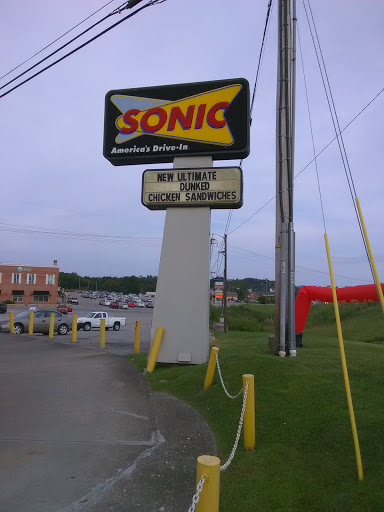 SONIC
America's Drive-In.
NEW ULTIMATE
DUNKED
CHICKEN SANDWICHES